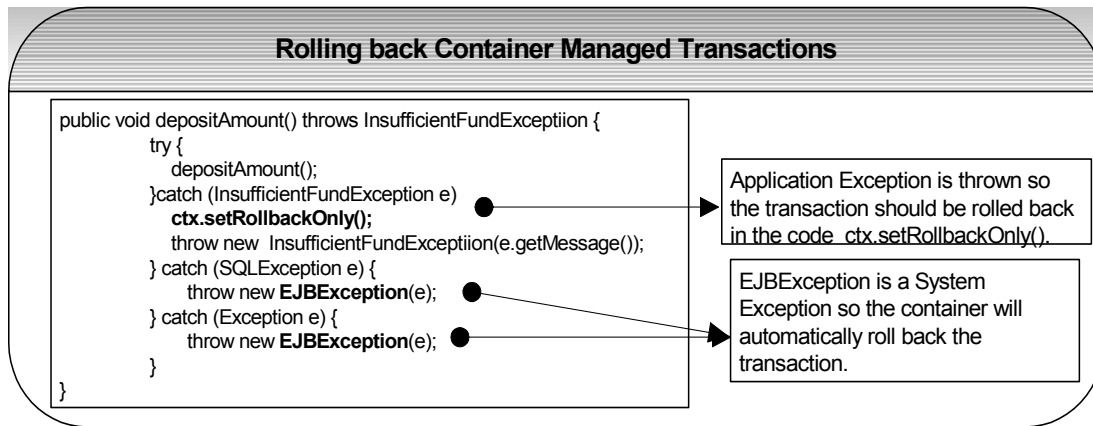 Rolling back Container Managed Transactions
public void depositAmount() throws InsufficientFundExceptiion {
try {
depositAmount();
}catch (InsufficientFundException e)
ctx.setRollbackOnly();
throw new InsufficientFundExceptiion(e.getMessage());
} catch (SQLException e) {
throw new EJBException(e);
} catch (Exception e) {
throw new EJBException(e);
}
}
Application Exception is thrown so
the transaction should be rolled back
in the code ctx.setRollbackOnly().
EJBException is a System
Exception so the container will
automatically roll back the
transaction.